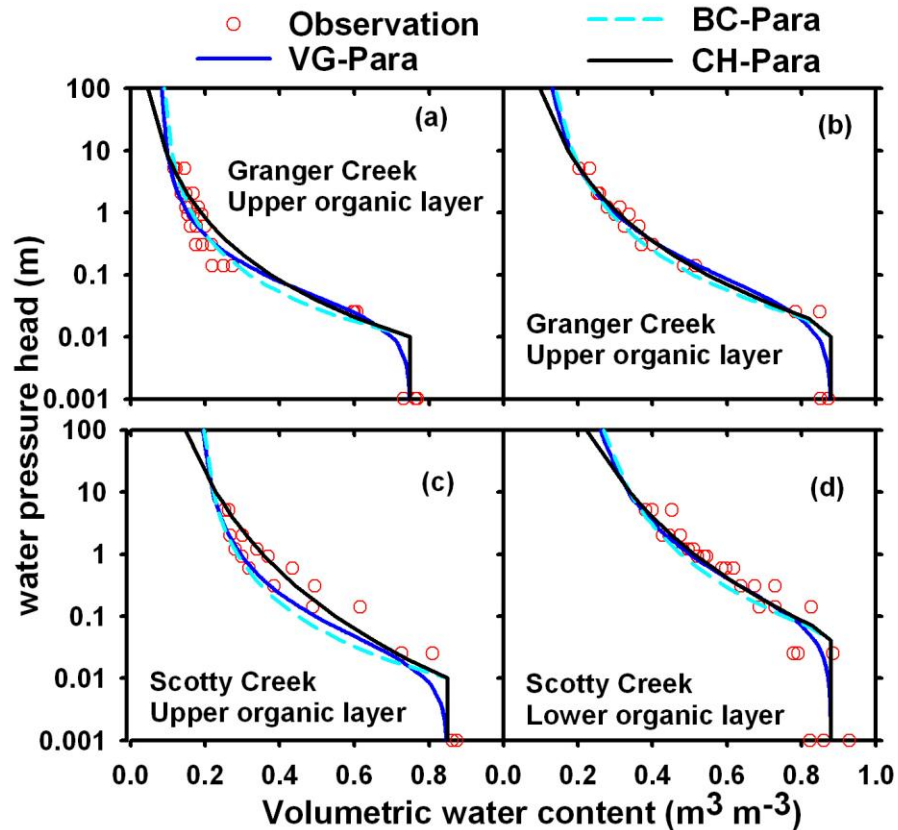 Observation
VG-Para
BC-Para
CH-Para
water pressure head (m)
100
10
1
0.1
0.01
0.001
(a)
Granger Creek
Upper organic layer
(b)
Granger Creek
Upper organic layer
100
10
1
0.1
0.01
0.001
(c)
Scotty Creek
Upper organic layer
(d)
Scotty Creek
Lower organic layer
0.0 0.2 0.4 0.6 0.8 0.2 0.4 0.6 0.8 1.0
Volumetric water content (m³ m⁻³)